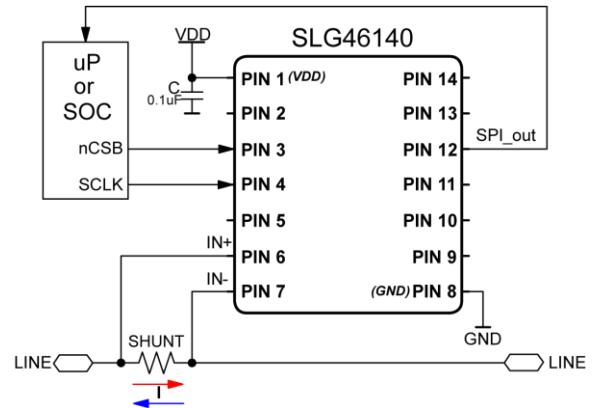 SLG46140
VDD
uP
or
SOC
nCSB
SCLK
C
0.1uF
PIN 1 (VDD)
PIN 2
PIN 3
PIN 4
PIN 5
PIN 6
PIN 7
PIN 14
PIN 13
PIN 12
PIN 11
PIN 10
PIN 9
(GND) PIN 8
SPI_out
IN+
IN-
GND
SHUNT
LINE
LINE
I